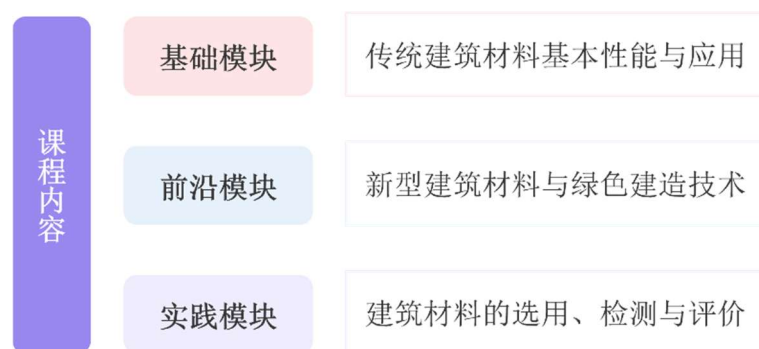 课程内容
基础模块
传统建筑材料基本性能与应用
前沿模块
新型建筑材料与绿色建造技术
实践模块
建筑材料的选用、检测与评价